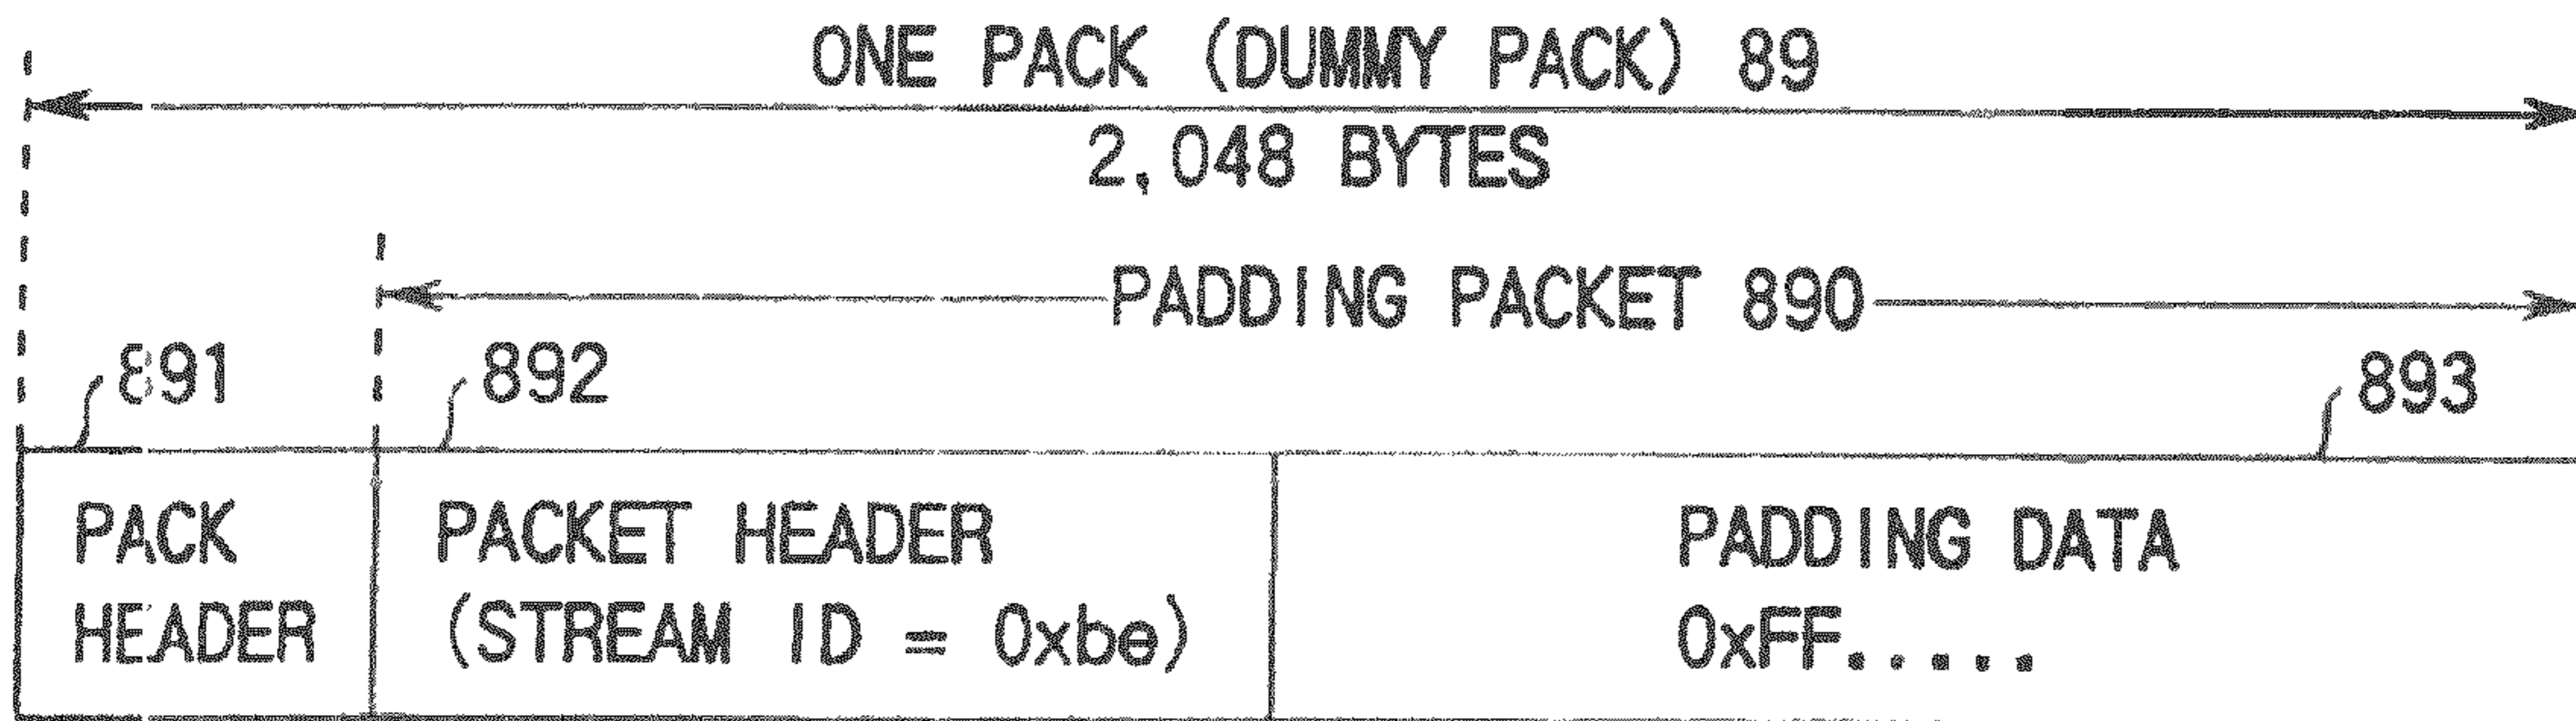 ONE PACK (DUMMY PACK) 89
2,048 BYTES
PADDING PACKET 890
891
892
893
PACK
HEADER
PACKET HEADER
(STREAM ID = 0xbe)
PADDING DATA
0xFF.....